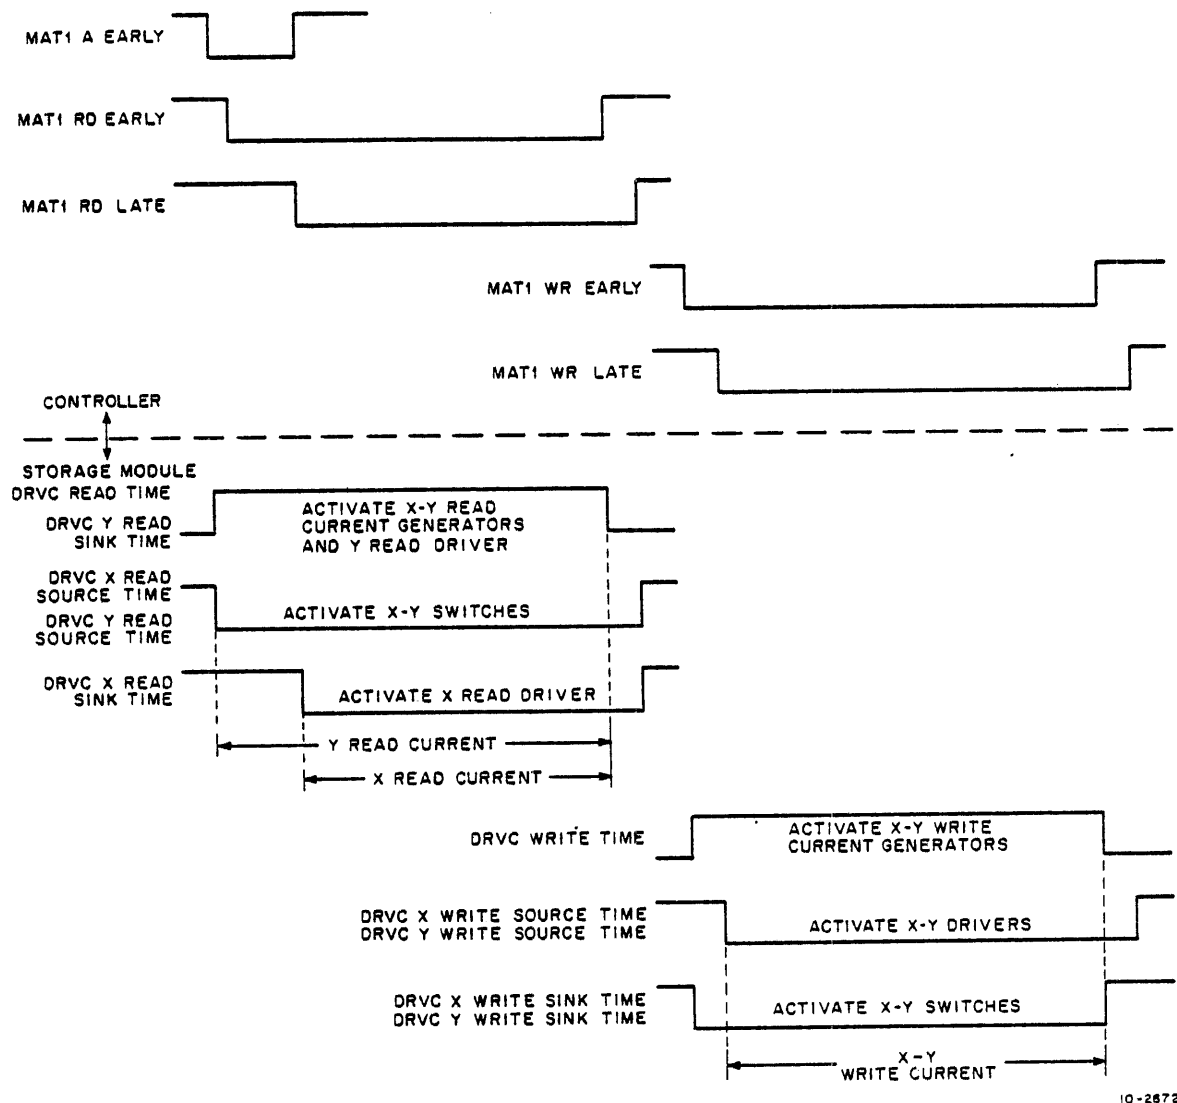 MAT1 A EARLY
MAT1 RD EARLY
MAT1 RD LATE
MAT1 WR EARLY
MAT1 WR LATE
CONTROLLER
STORAGE MODULE
DRVC READ TIME
DRVC Y READ
SINK TIME
ACTIVATE X-Y READ
CURRENT GENERATORS
AND Y READ DRIVER
DRVC X READ
SOURCE TIME
DRVC Y READ
SOURCE TIME
ACTIVATE X-Y SWITCHES
DRVC X READ
SINK TIME
ACTIVATE X READ DRIVER
Y READ CURRENT
X READ CURRENT
DRVC WRITE TIME
ACTIVATE X-Y WRITE
CURRENT GENERATORS
DRVC X WRITE SOURCE TIME
DRVC Y WRITE SOURCE TIME
ACTIVATE X-Y DRIVERS
DRVC X WRITE SINK TIME
DRVC Y WRITE SINK TIME
ACTIVATE X-Y SWITCHES
X-Y
WRITE CURRENT
10-2672